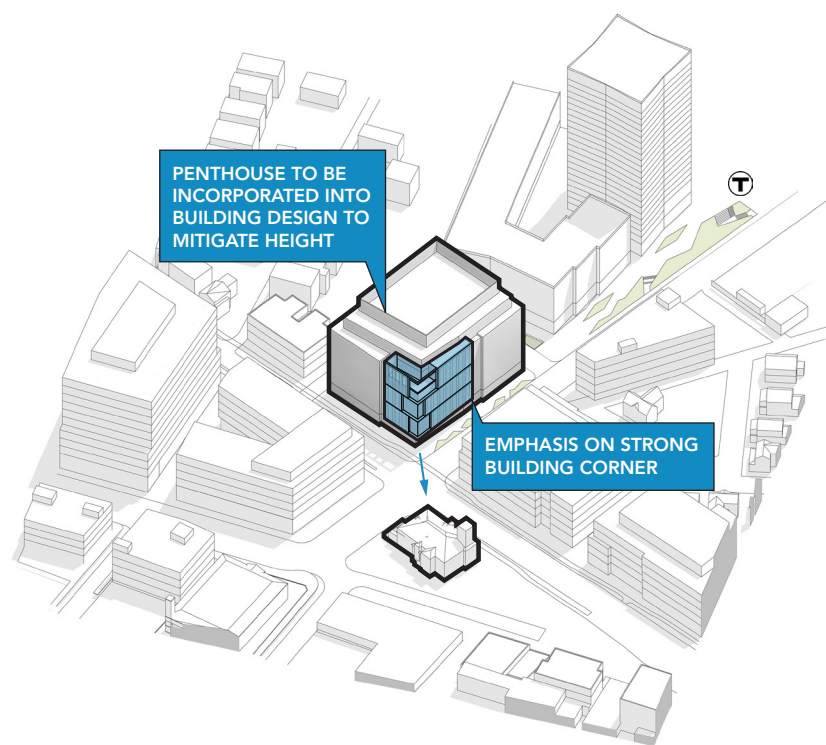 PENTHOUSE TO BE
INCORPORATED INTO
BUILDING DESIGN TO
MITIGATE HEIGHT
T
EMPHASIS ON STRONG
BUILDING CORNER